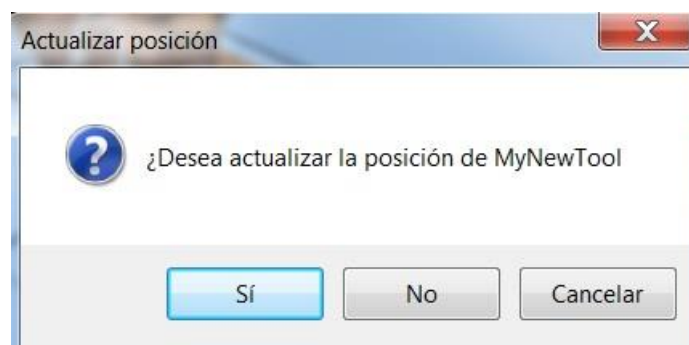 Actualizar posición
¿Desea actualizar la posición de MyNewTool
Sí
No
Cancelar